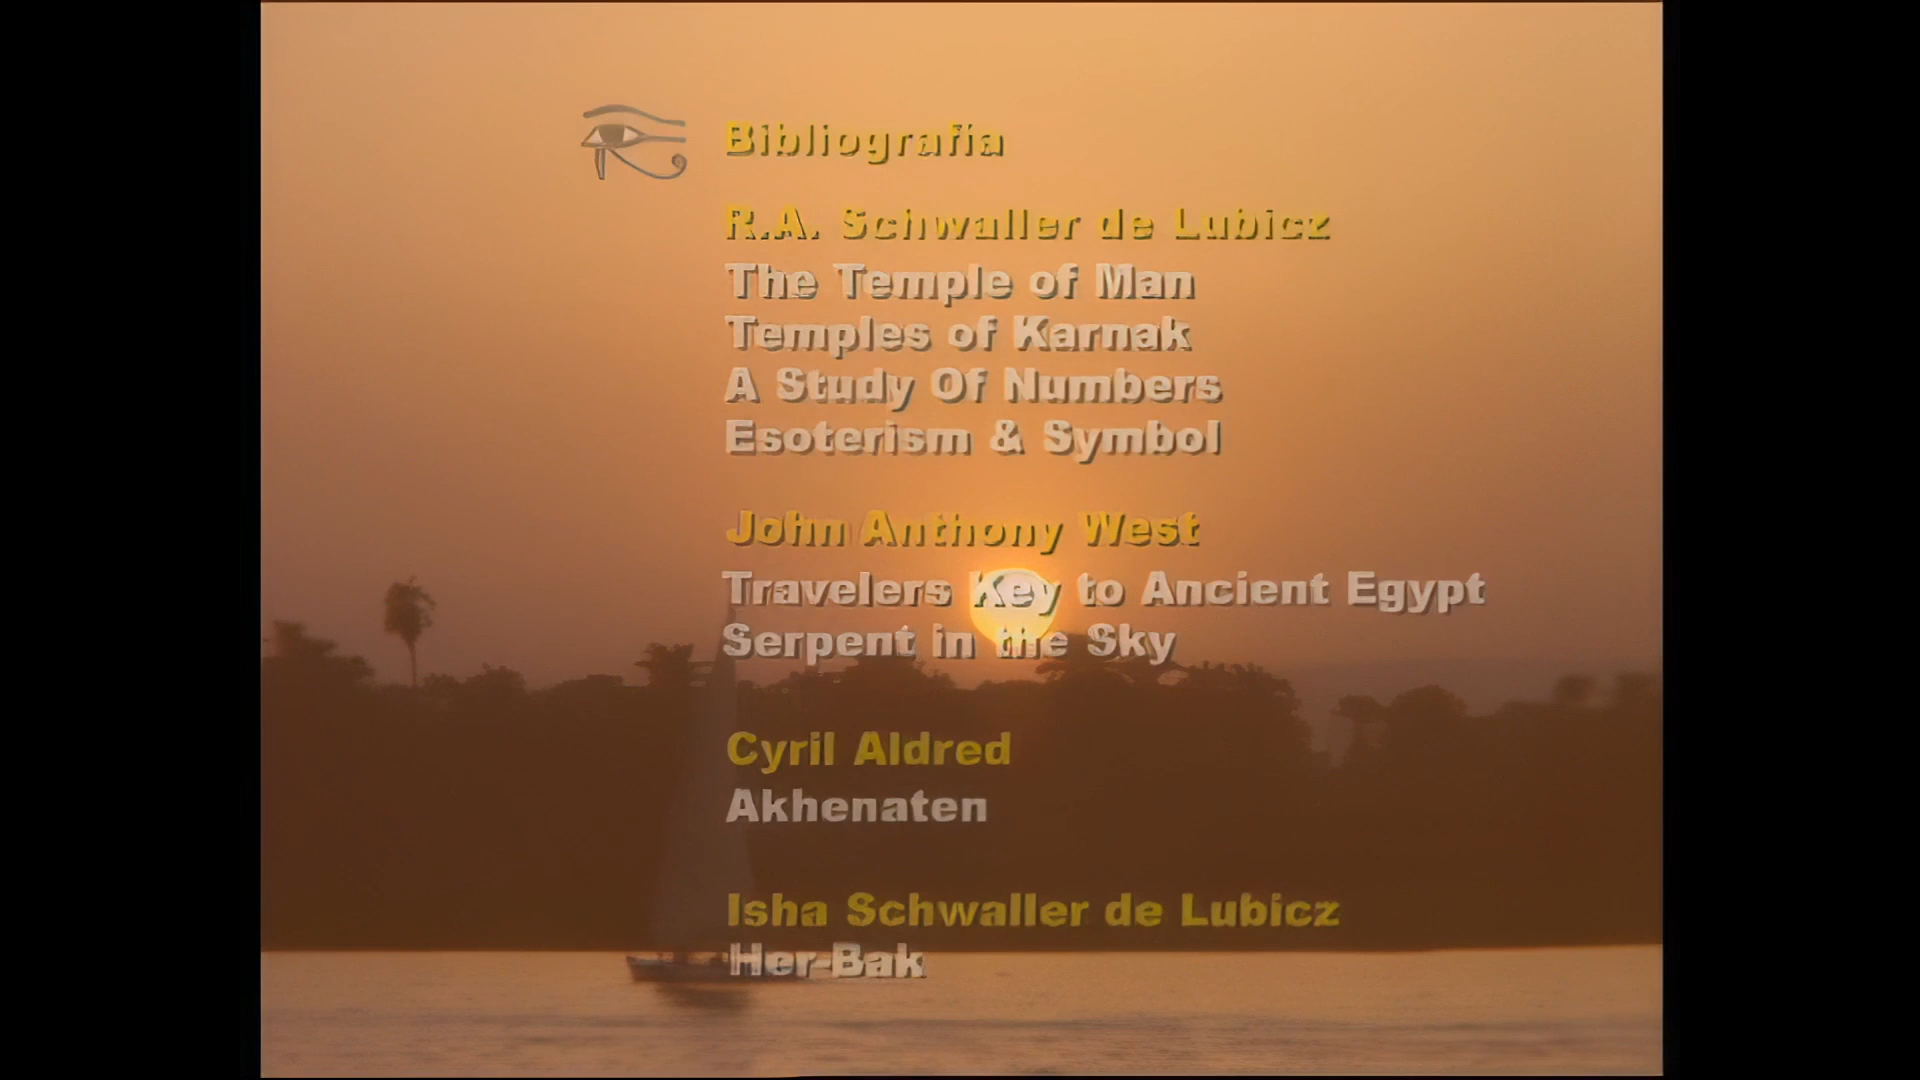 Bibliografía
R.A. Schwaller de Lubicz
The Temple of Man
Temples of Karnak
A Study Of Numbers
Esoterism & Symbol
John Anthony West
Travelers Key to Ancient Egypt
Serpent in the Sky
Cyril Aldred
Akhenaten
Isha Schwaller de Lubicz
Her-Bak